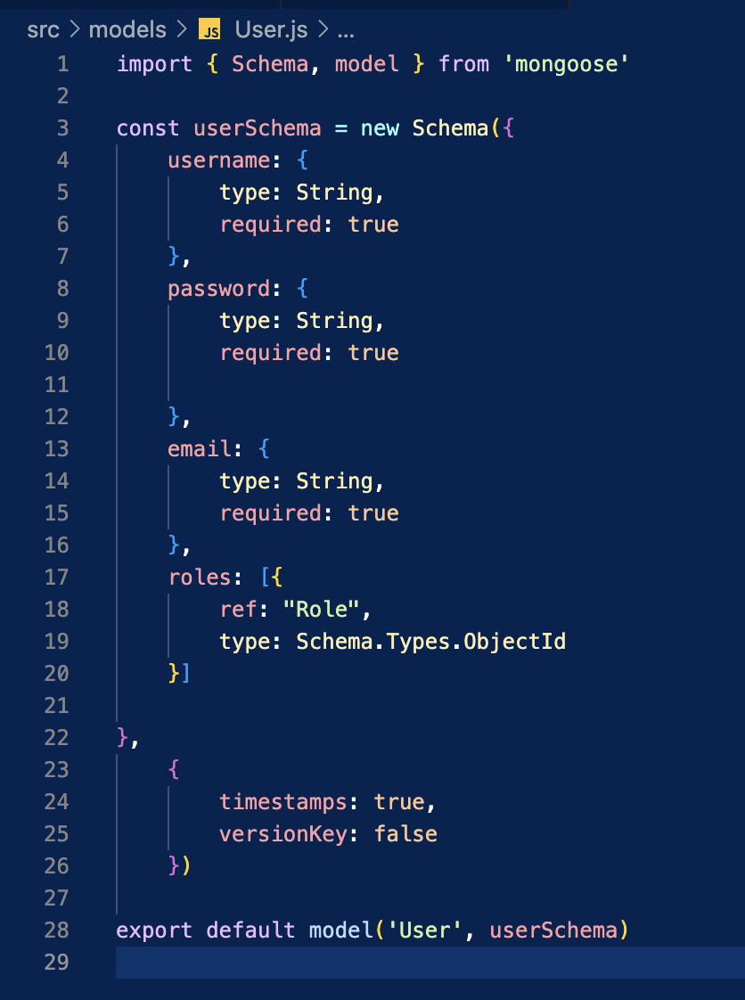 src > models > JS User.js > ...
1 import { Schema, model } from 'mongoose'
2
3 const userSchema = new Schema({
4     username: {
5         type: String,
6         required: true
7     },
8     password: {
9         type: String,
10         required: true
11
12     },
13     email: {
14         type: String,
15         required: true
16     },
17     roles: [{
18         ref: "Role",
19         type: Schema.Types.ObjectId
20     }]
21
22 },
23     {
24         timestamps: true,
25         versionKey: false
26     })
27
28 export default model('User', userSchema)
29